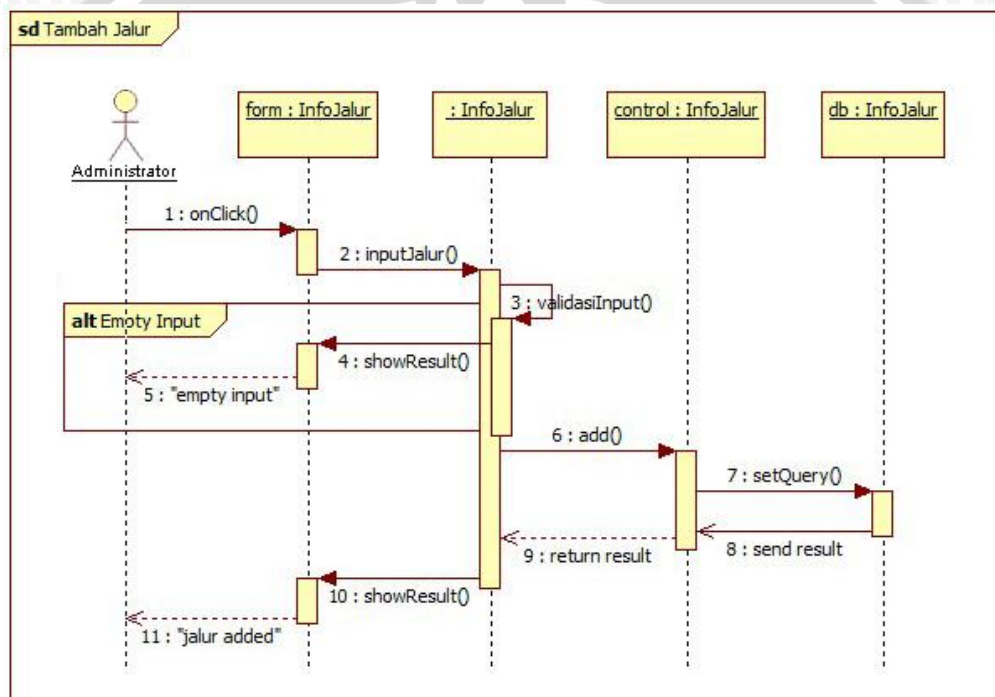 sd Tambah Jalur
form : InfoJalur
: InfoJalur
control : InfoJalur
db : InfoJalur
Administrator
1 : onClick()
2 : inputJalur()
3 : validasiInput()
alt Empty Input
4 : showResult()
5 : "empty input"
6 : add()
7 : setQuery()
8 : send result
9 : return result
10 : showResult()
11 : "jalur added"